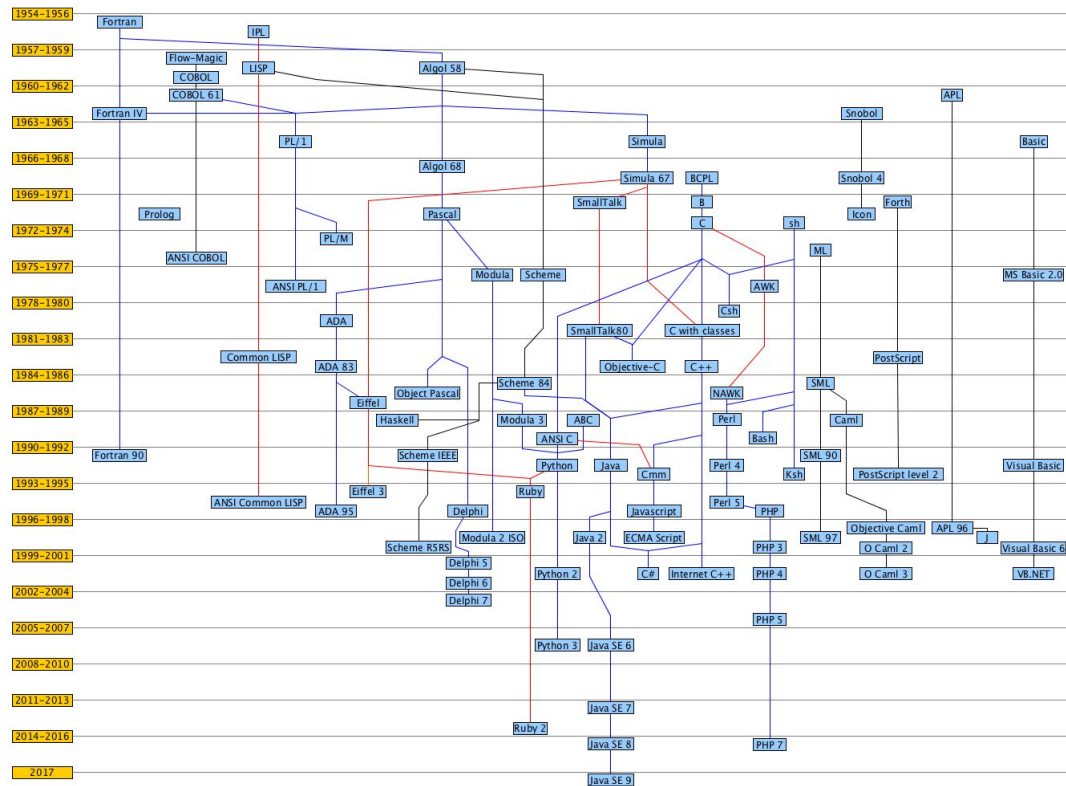 1954-1956
Fortran
IPL
1957-1959
Flow-Magic
LISP
Algol 58
COBOL
1960-1962
COBOL 61
APL
Fortran IV
Snobol
1963-1965
PL/1
Simula
Basic
1966-1968
Algol 68
Simula 67
BCPL
Snobol 4
1969-1971
SmallTalk
B
Forth
Prolog
Pascal
Icon
C
sh
1972-1974
PL/M
ML
ANSI COBOL
1975-1977
Modula
Scheme
MS Basic 2.0
ANSI PL/1
AWK
1978-1980
Csh
ADA
SmallTalk80
C with classes
1981-1983
Common LISP
PostScript
ADA 83
Objective-C
C++
1984-1986
Scheme 84
SML
Object Pascal
NAWK
Eiffel
1987-1989
Haskell
Modula 3
ABC
Perl
Caml
ANSI C
Bash
1990-1992
Fortran 90
Scheme IEEE
SML 90
Python
Java
Perl 4
Visual Basic
Cmm
Ksh
PostScript level 2
1993-1995
Eiffel 3
Ruby
ANSI Common LISP
Perl 5
ADA 95
Delphi
Javascript
PHP
1996-1998
Objective Caml
APL 96
Modula 2 ISO
Java 2
ECMA Script
SML 97
J
Scheme R5RS
PHP 3
O Caml 2
Visual Basic 6
1999-2001
Delphi 5
Python 2
C#
Internet C++
PHP 4
O Caml 3
VB.NET
Delphi 6
2002-2004
Delphi 7
PHP 5
2005-2007
Python 3
Java SE 6
2008-2010
2011-2013
Java SE 7
Ruby 2
2014-2016
Java SE 8
PHP 7
2017
Java SE 9